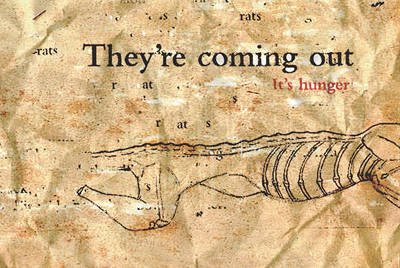 s rats
-rats
They're coming out
r at s
It's hunger
s
r at s
s